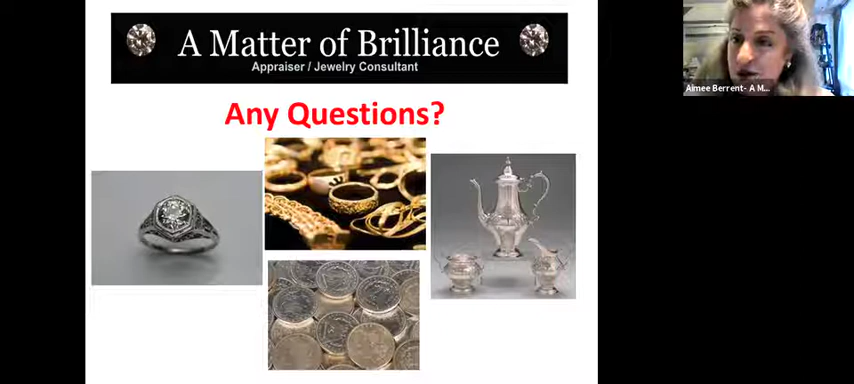 A Matter of Brilliance
Appraiser / Jewelry Consultant
Any Questions?
Aimee Berrent- A M...